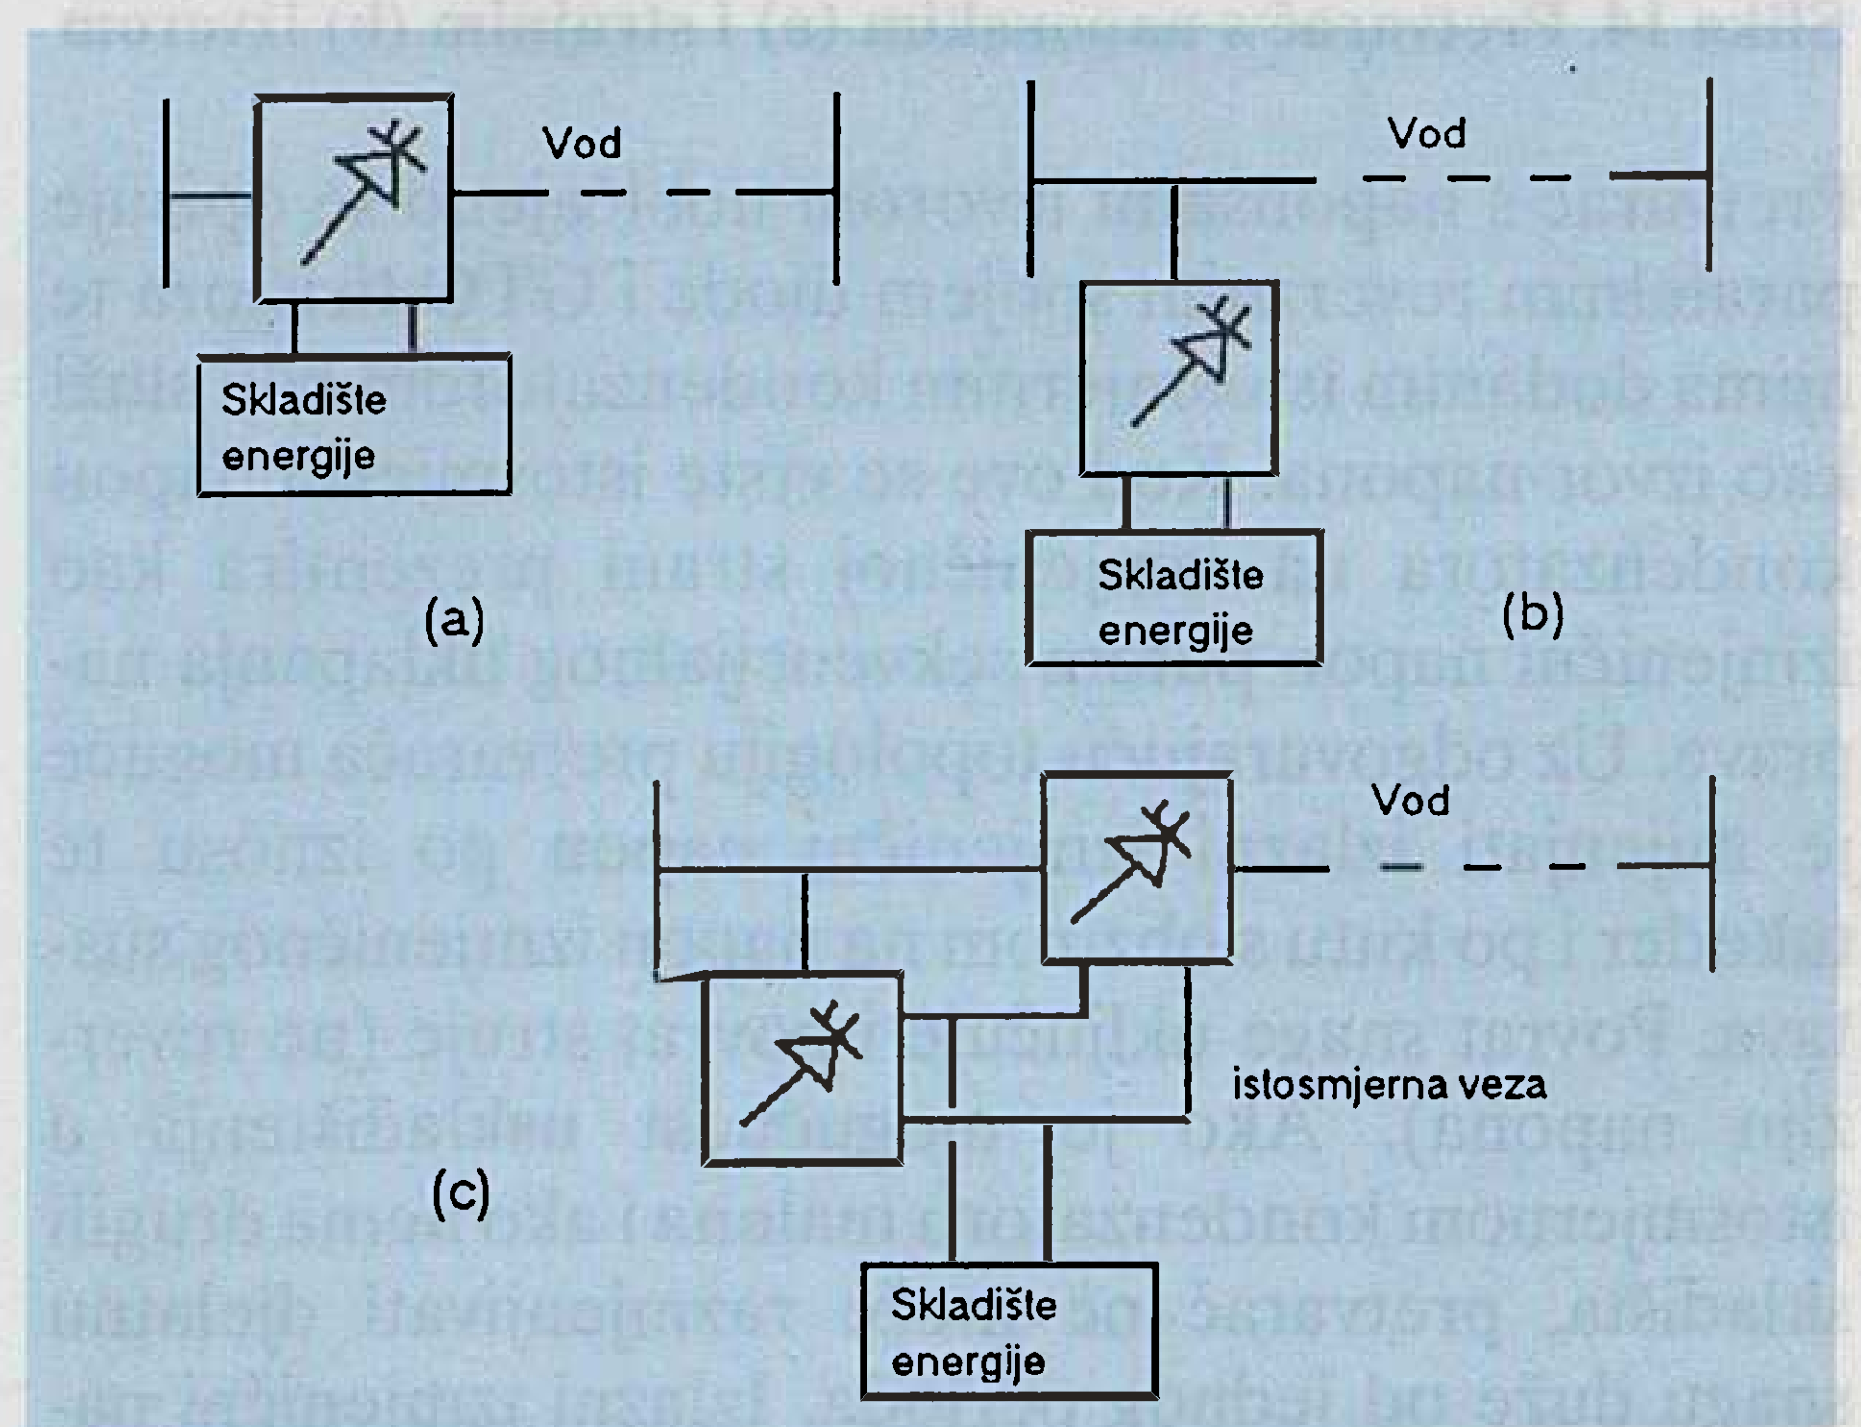 Vod
Skladište
energije
(a)
Vod
Skladište
energije
(b)
Vod
istosmjerna veza
(c)
Skladište
energije